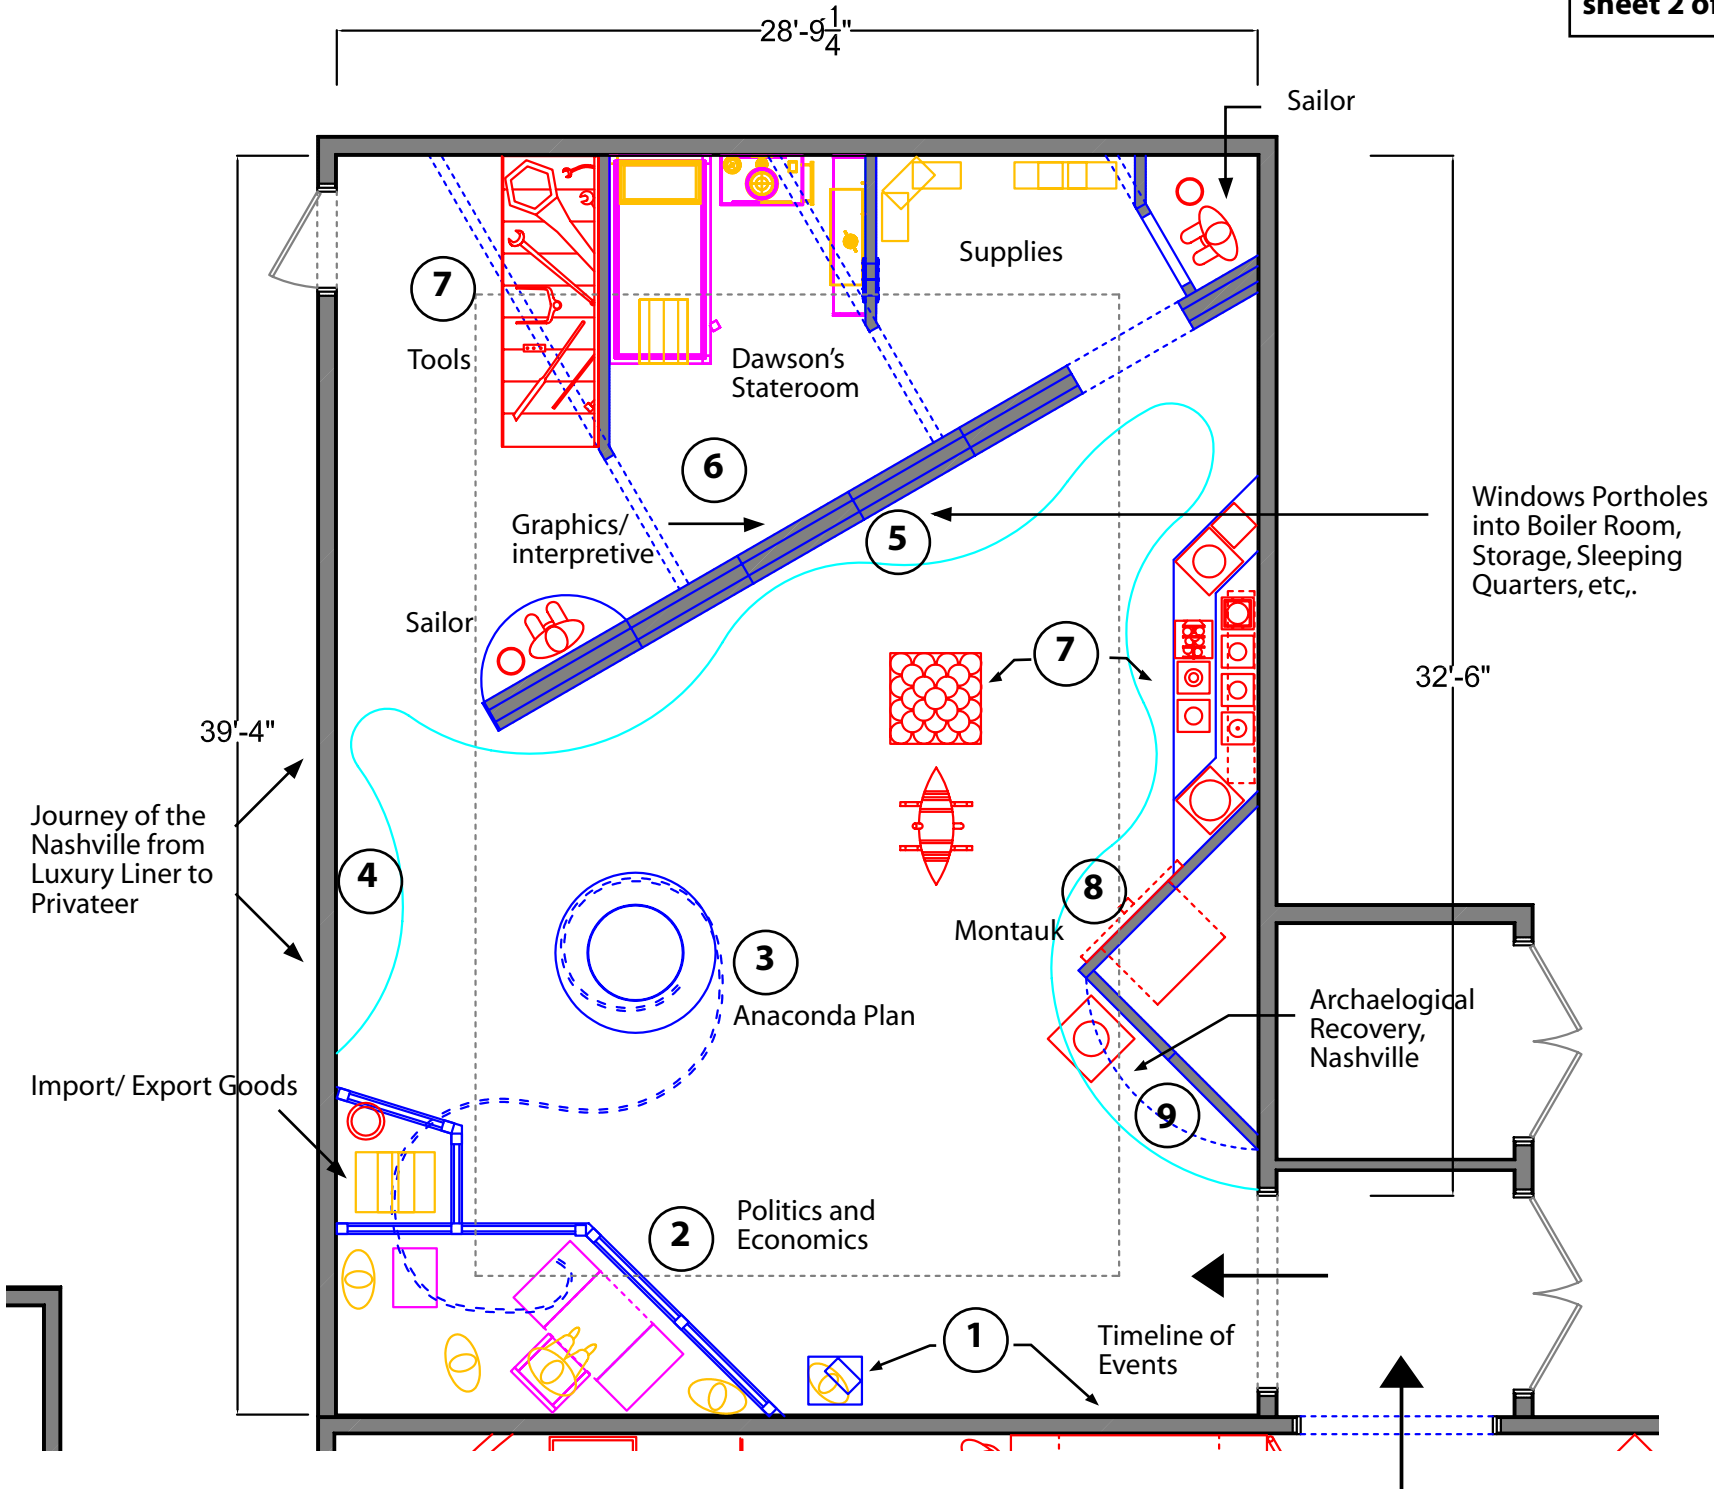 sheet 2 of
28'-9 1/4"
Sailor
7
Tools
Supplies
Dawson's
Stateroom
6
Graphics/
interpretive
5
Windows Portholes
into Boiler Room,
Storage, Sleeping
Quarters, etc,.
Sailor
7
32'-6"
39'-4"
Journey of the
Nashville from
Luxury Liner to
Privateer
4
8
Montauk
3
Anaconda Plan
Archaelogical
Recovery,
Nashville
Import/ Export Goods
9
2
Politics and
Economics
1
Timeline of
Events